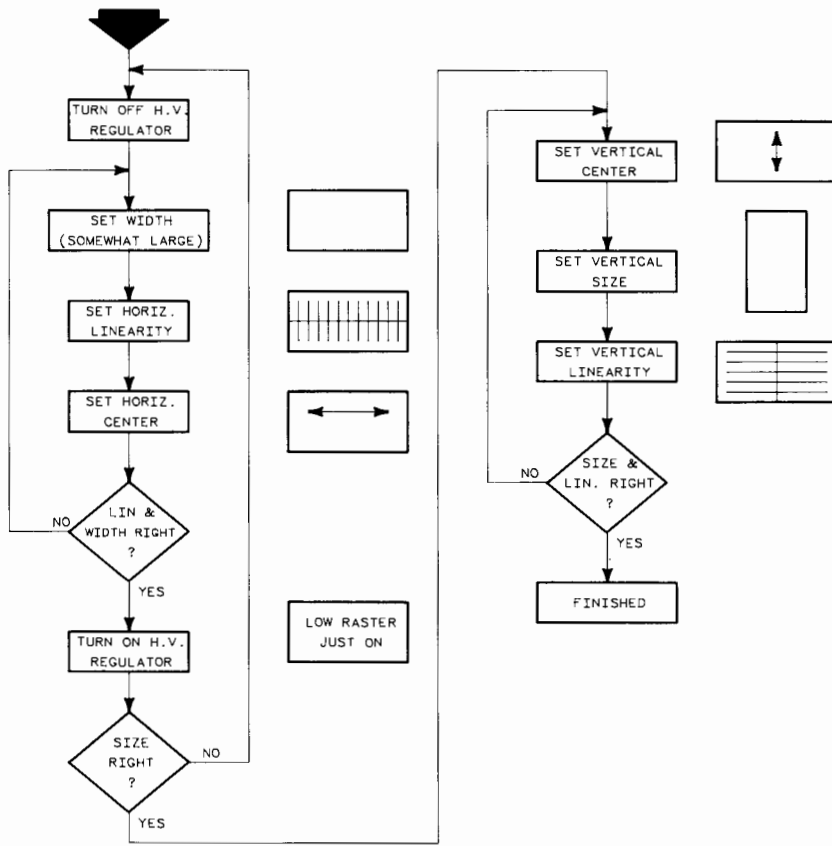 TURN OFF H.V.
REGULATOR
SET WIDTH
(SOMEWHAT LARGE)
SET HORIZ.
LINEARITY
SET HORIZ.
CENTER
LIN &
WIDTH RIGHT
?
NO
YES
TURN ON H.V.
REGULATOR
LOW RASTER
JUST ON
SIZE
RIGHT
?
NO
YES
SET VERTICAL
CENTER
SET VERTICAL
SIZE
SET VERTICAL
LINEARITY
SIZE &
LIN. RIGHT
?
NO
YES
FINISHED